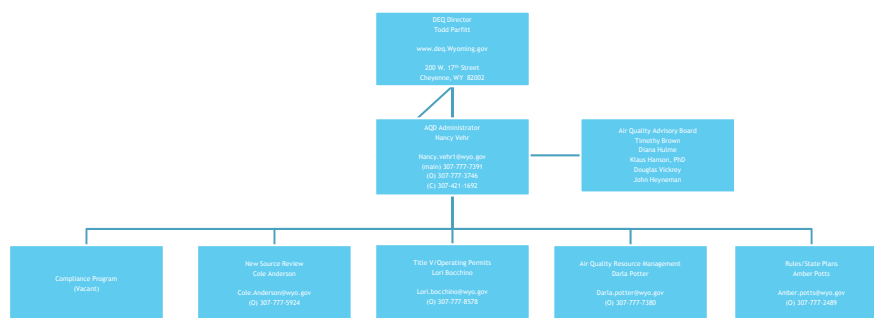 DEQ Director
Todd Parfitt
www.deq.Wyoming.gov
200 W. 17th Street
Cheyenne, WY 82002
AQD Administrator
Nancy Vehr
Nancy.vehr1@wyo.gov
(main) 307-777-7391
(O) 307-777-3746
(C) 307-421-1692
Air Quality Advisory Board
Timothy Brown
Diana Hulme
Klaus Hanson, PhD
Douglas Vickrey
John Heyneman
Compliance Program
(Vacant)
New Source Review
Cole Anderson
Cole.Anderson@wyo.gov
(O) 307-777-5924
Title V/Operating Permits
Lori Bocchino
Lori.bocchino@wyo.gov
(O) 307-777-8578
Air Quality Resource Management
Darla Potter
Darla.potter@wyo.gov
(O) 307-777-7380
Rules/State Plans
Amber Potts
Amber.potts@wyo.gov
(O) 307-777-2489